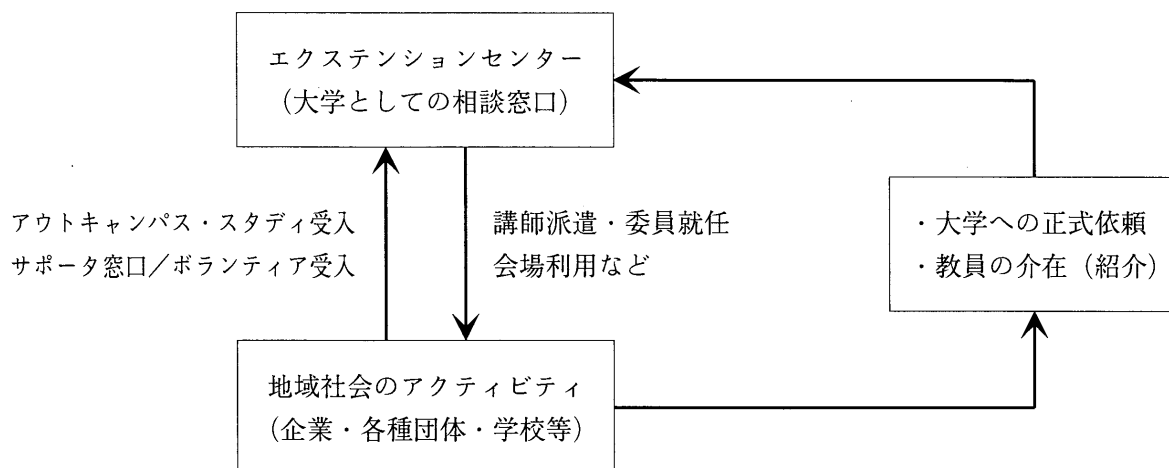 エクステンションセンター
（大学としての相談窓口）
アウトキャンパス・スタディ受入
サポータ窓口／ボランティア受入
講師派遣・委員就任
会場利用など
・大学への正式依頼
・教員の介在（紹介）
地域社会のアクティビティ
（企業・各種団体・学校等）